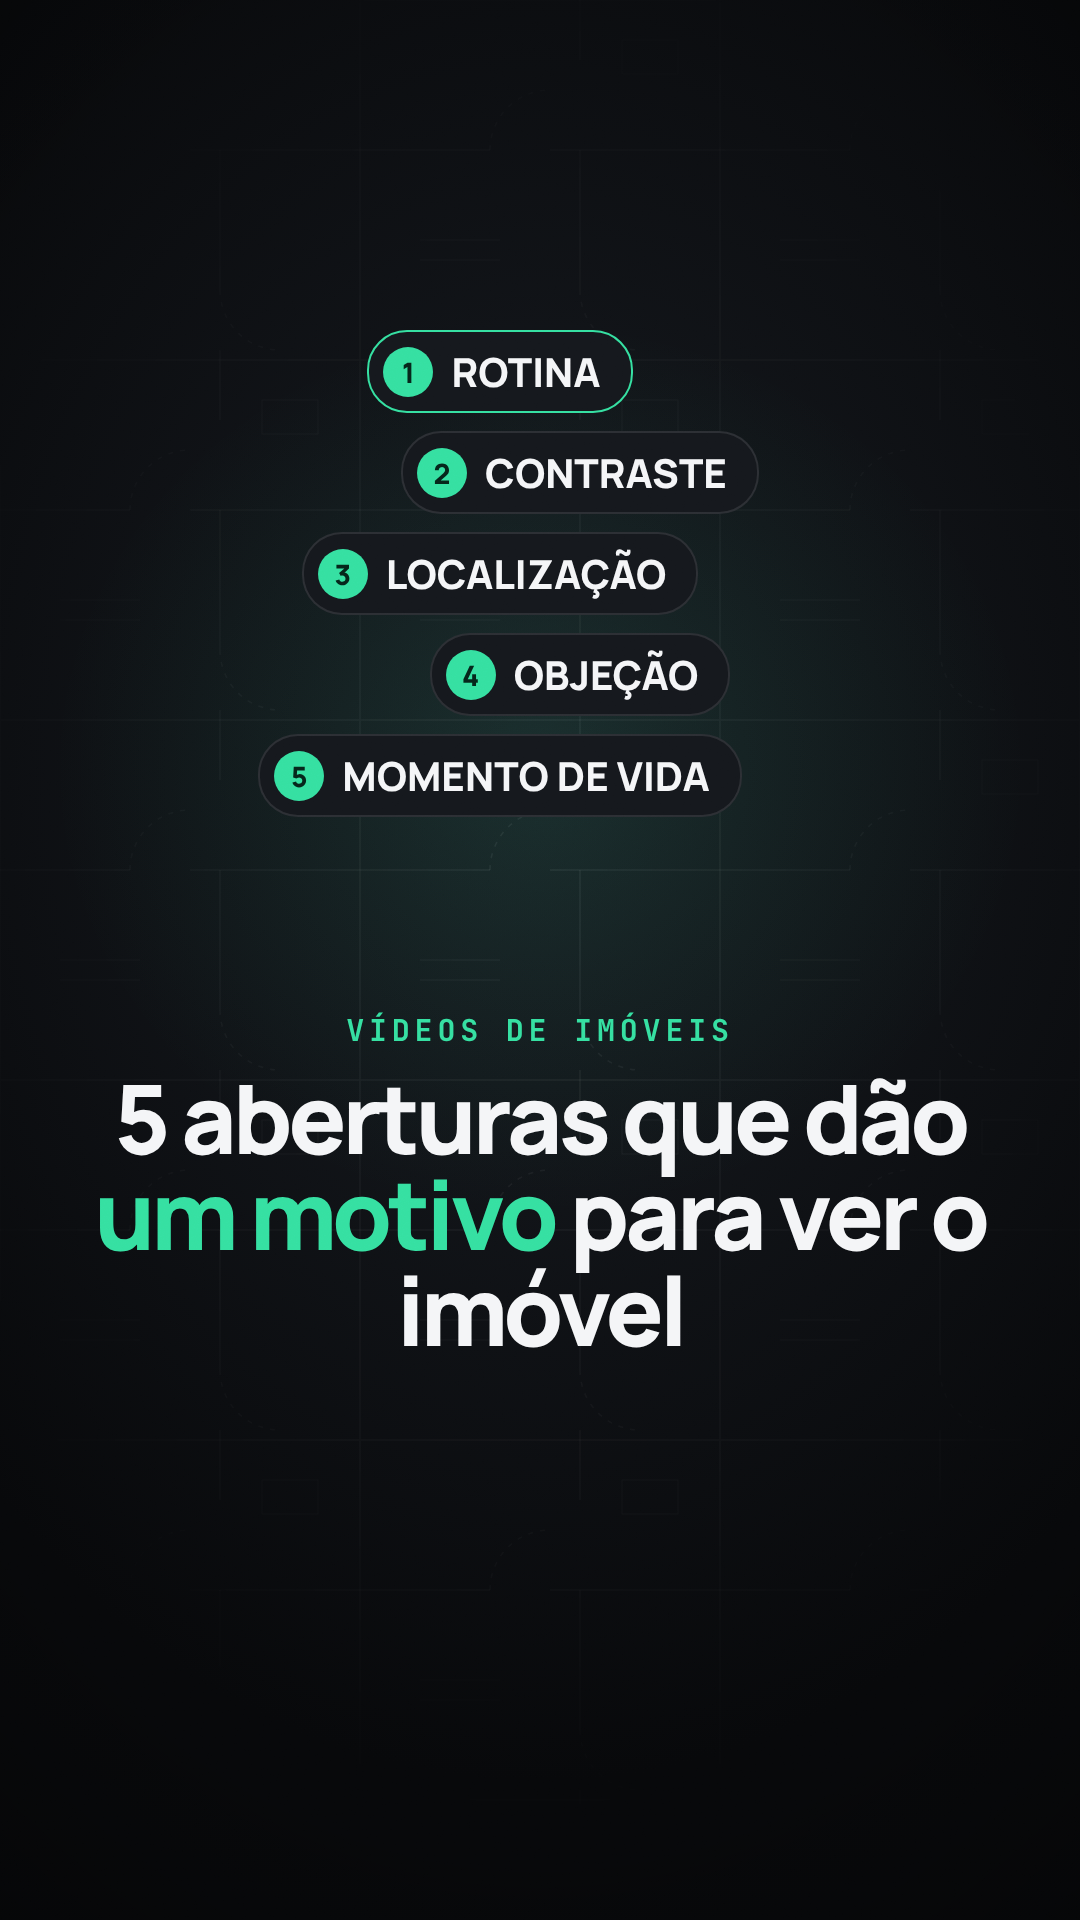 1 ROTINA
2 CONTRASTE
3 LOCALIZAÇÃO
4 OBJEÇÃO
5 MOMENTO DE VIDA
VÍDEOS DE IMÓVEIS
5 aberturas que dão
um motivo para ver o
imóvel